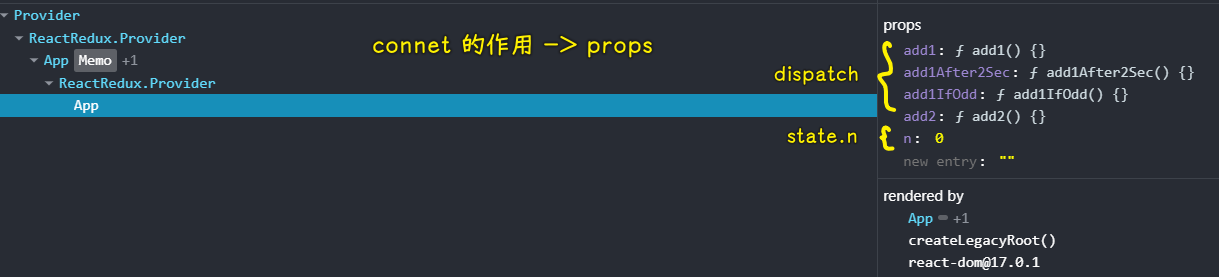 Provider
ReactRedux.Provider
App Memo +1
ReactRedux.Provider
App
connet 的作用 -> props
dispatch
state.n
props
add1: ƒ add1() {}
add1After2Sec: ƒ add1After2Sec() {}
add1IfOdd: ƒ add1IfOdd() {}
add2: ƒ add2() {}
n: 0
new entry: ""
rendered by
App +1
createLegacyRoot()
react-dom@17.0.1